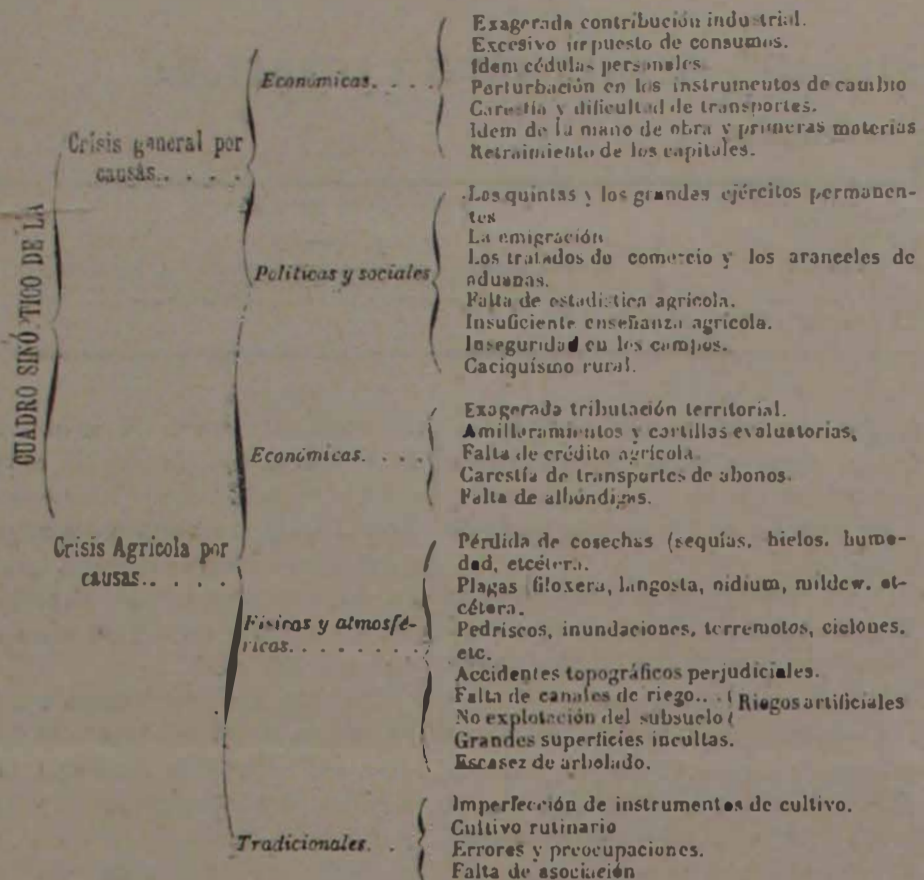 CUADRO SINÓPTICO DE LA
Crisis general por
causas.. . . .
Económicas. . . .
Exagerada contribución industrial.
Excesivo impuesto de consumos.
Idem cédulas personales.
Perturbación en los instrumentos de cambio
Carestía y dificultad de transportes.
Idem de la mano de obra y primeras materias
Retraimiento de los capitales.
Políticas y sociales
Las quintas y los grandes ejércitos permanen-
tes
La emigración
Los tratados de comercio y los aranceles de
aduanas.
Falta de estadística agrícola.
Insuficiente enseñanza agrícola.
Inseguridad en los campos.
Caciquísmo rural.
Crisis Agrícola por
causas.. . . .
Económicas. . . .
Exagerada tributación territorial.
Amillaramientos y cartillas evaluatorias,
Falta de crédito agrícola.
Carestía de transportes de abonos.
Falta de alhóndigas.
Físicas y atmosfé-
ricas. . . . . . . .
Pérdida de cosechas (sequías, hielos, hume-
dad, etcétera.
Plagas filoxera, langosta, oidium, mildew, et-
cétera.
Pedriscos, inundaciones, terremotos, ciclones,
etc.
Accidentes topográficos perjudiciales.
Falta de canales de riego.. . ( Riegos artificiales
No explotación del subsuelo (
Grandes superficies incultas.
Escasez de arbolado.
Tradicionales. .
Imperfección de instrumentos de cultivo.
Cultivo rutinario
Errores y preocupaciones.
Falta de asociación